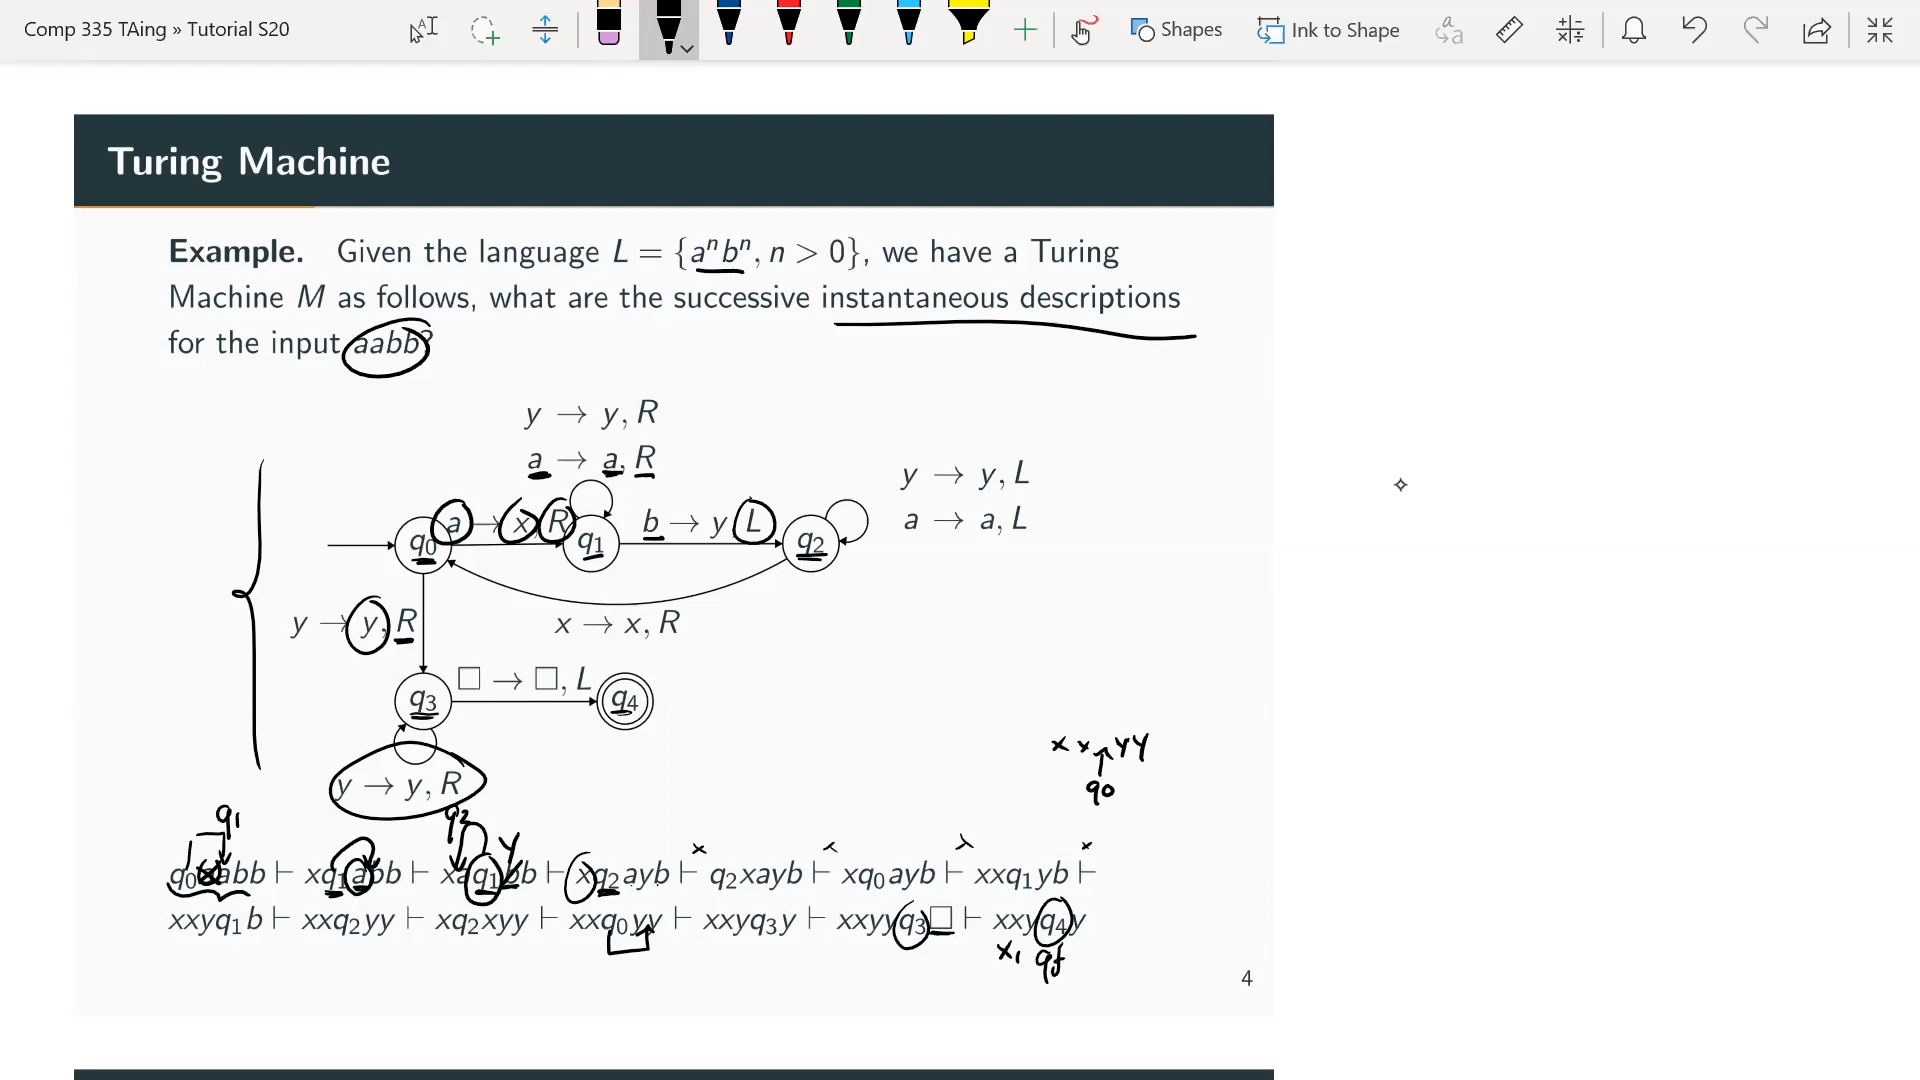 Comp 335 TAing » Tutorial S20
Shapes
Ink to Shape
Turing Machine
Example. Given the language L = {aⁿbⁿ, n > 0}, we have a Turing
Machine M as follows, what are the successive instantaneous descriptions
for the input aabb?
y → y, R
a → a, R
y → y, L
a → a, L
a → x, R
b → y, L
q₀
q₁
q₂
y → y, R
x → x, R
□ → □, L
q₃
q₄
x x yy
q0
y → y, R
q1
q2
y
q₀aabb ⊢ xq₁abb ⊢ xaq₁bb ⊢ xq₂ayb ⊢ q₂xayb ⊢ xq₀ayb ⊢ xxq₁yb ⊢
xxyq₁b ⊢ xxq₂yy ⊢ xq₂xyy ⊢ xxq₀yy ⊢ xxyq₃y ⊢ xxyyq₃□ ⊢ xxyq₄y
x₁ qf
4